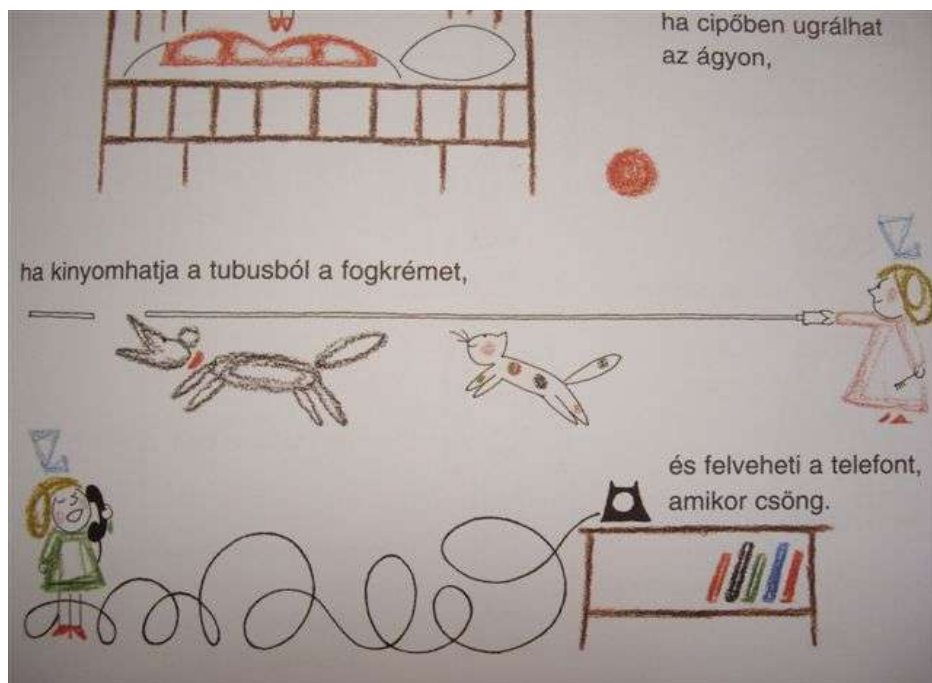 ha cipőben ugrálhat
az ágyon,
ha kinyomhatja a tubusból a fogkrémet,
és felveheti a telefont,
amikor csöng.